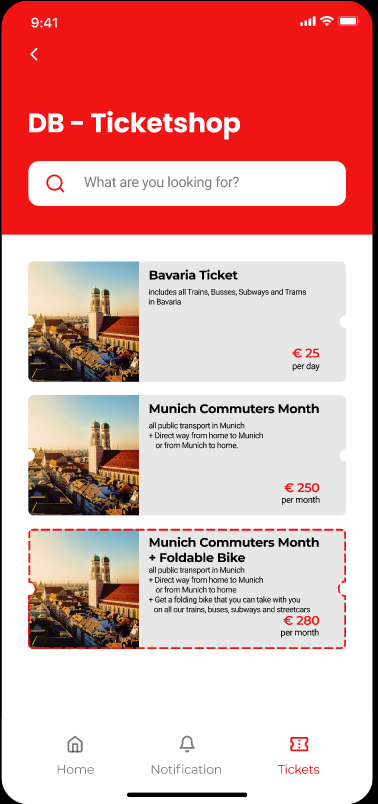 9:41
DB - Ticketshop
What are you looking for?
Bavaria Ticket
includes all Trains, Busses, Subways and Trams
in Bavaria
€ 25
per day
Munich Commuters Month
all public transport in Munich
+ Direct way from home to Munich
or from Munich to home.
€ 250
per month
Munich Commuters Month
+ Foldable Bike
all public transport in Munich
+ Direct way from home to Munich
or from Munich to home
+ Get a folding bike that you can take with you
on all our trains, buses, subways and streetcars
€ 280
per month
Home
Notification
Tickets